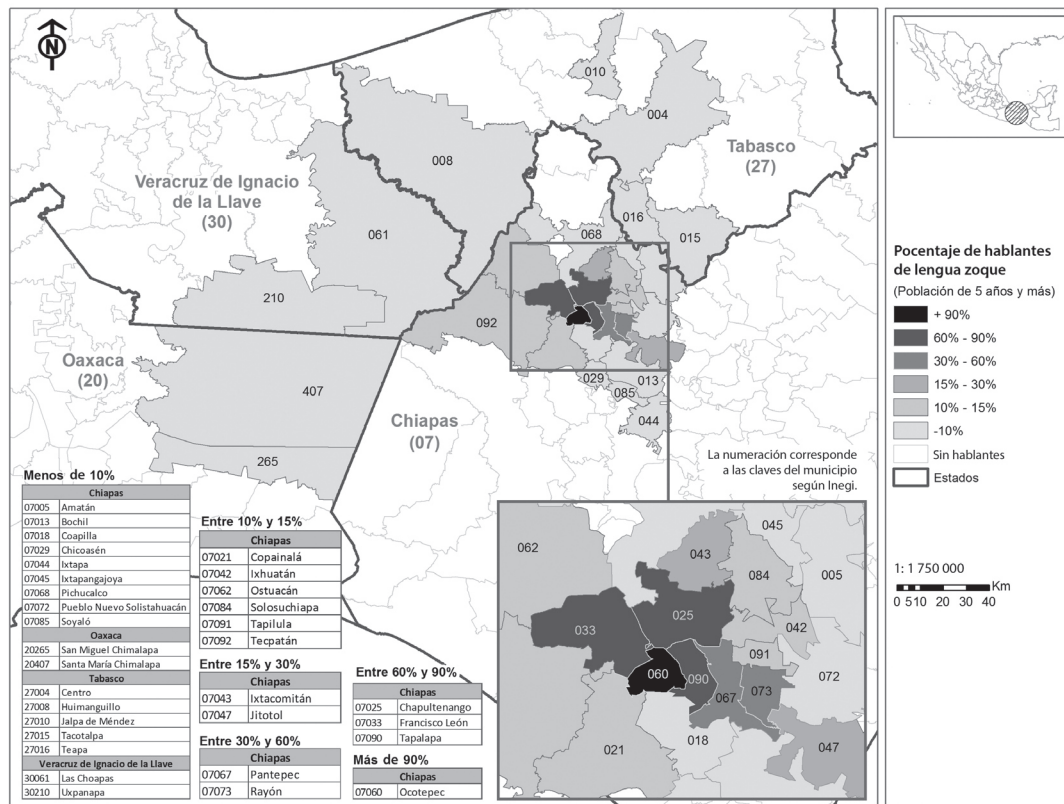 N
010
004
008
Tabasco
(27)
Veracruz de Ignacio
de la Llave
(30)
016
061
068
015
210
092
Oaxaca
(20)
407
029
013
085
Chiapas
(07)
044
265
La numeración corresponde
a las claves del municipio
según Inegi.
Menos de 10%
Chiapas
07005 Amatán
07013 Bochil
07018 Coapilla
07029 Chicoasén
07044 Ixtapa
07045 Ixtapangajoya
07068 Pichucalco
07072 Pueblo Nuevo Solistahuacán
07085 Soyaló
Oaxaca
20265 San Miguel Chimalapa
20407 Santa María Chimalapa
Tabasco
27004 Centro
27008 Huimanguillo
27010 Jalpa de Méndez
27015 Tacotalpa
27016 Teapa
Veracruz de Ignacio de la Llave
30061 Las Choapas
30210 Uxpanapa
Entre 10% y 15%
Chiapas
07021 Copainalá
07042 Ixhuatán
07062 Ostuacán
07084 Solosuchiapa
07091 Tapilula
07092 Tecpatán
Entre 15% y 30%
Chiapas
07043 Ixtacomitán
07047 Jitotol
Entre 30% y 60%
Chiapas
07067 Pantepec
07073 Rayón
Entre 60% y 90%
Chiapas
07025 Chapultenango
07033 Francisco León
07090 Tapalapa
Más de 90%
Chiapas
07060 Ocotepec
062
043
045
084
005
025
033
042
091
060
090
072
067
073
018
021
047
Pocentaje de hablantes
de lengua zoque
(Población de 5 años y más)
+ 90%
60% - 90%
30% - 60%
15% - 30%
10% - 15%
-10%
Sin hablantes
Estados
1: 1 750 000
Km
0 510 20 30 40